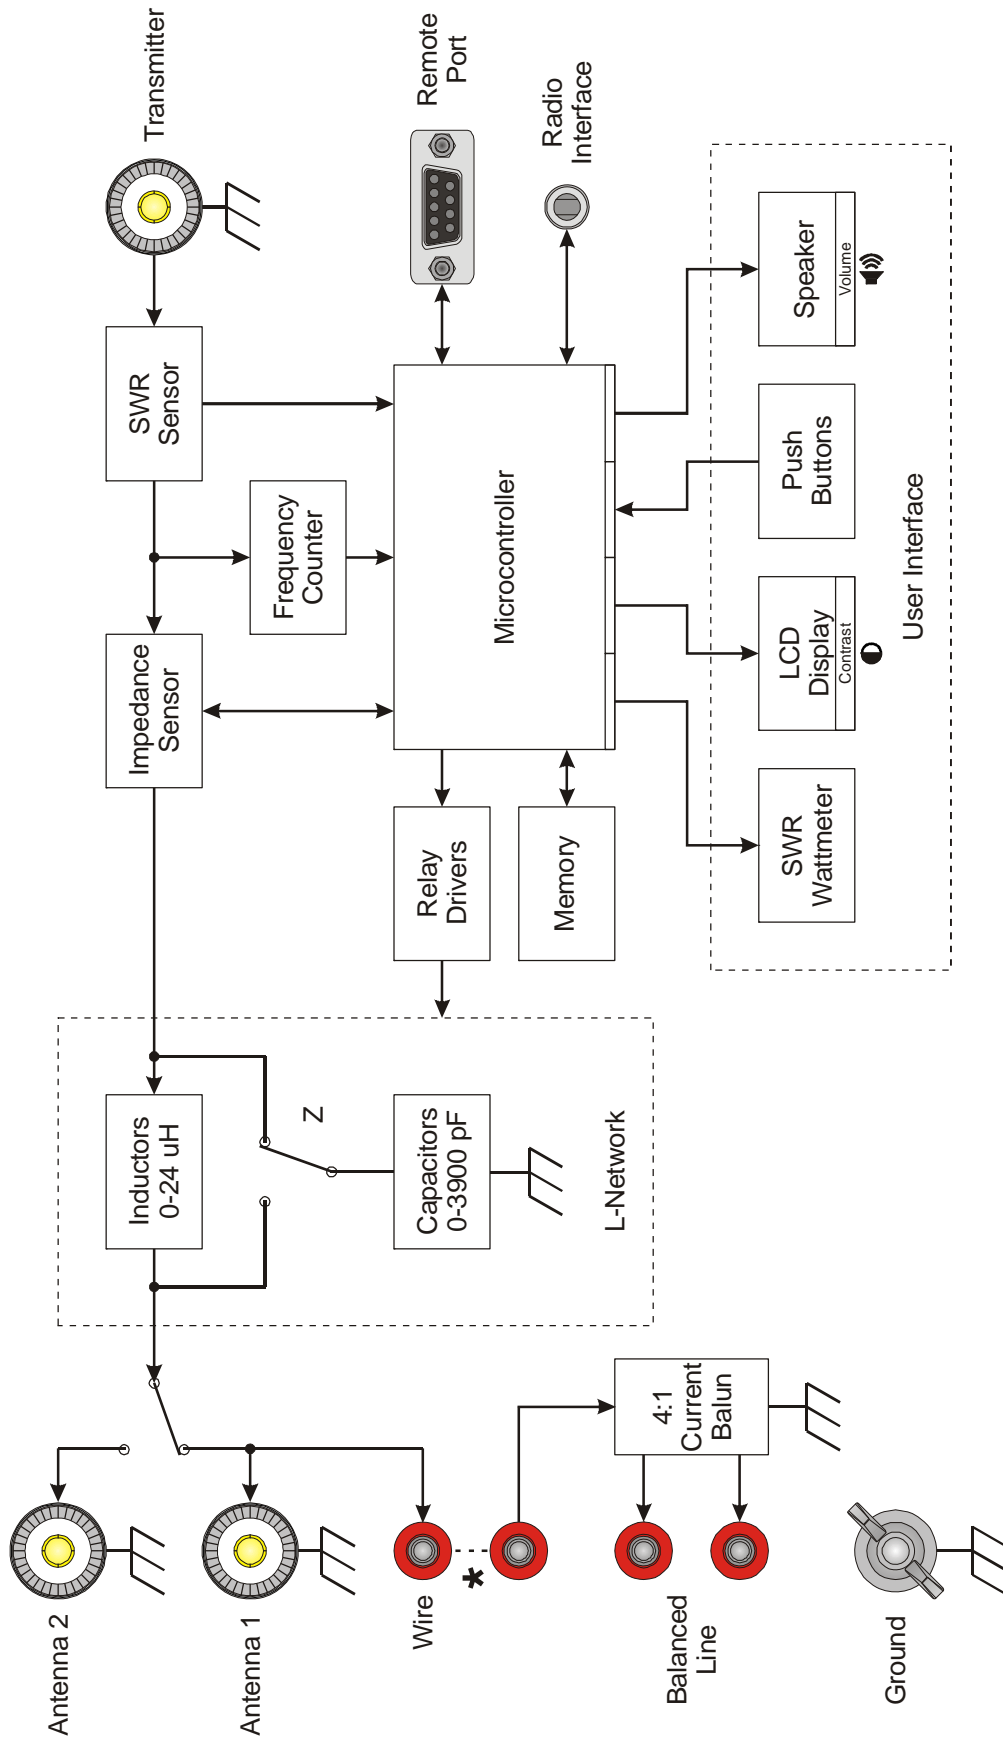 Antenna 2
Antenna 1
Wire
*
Balanced
Line
Ground
4:1
Current
Balun
Inductors
0-24 uH
Z
Capacitors
0-3900 pF
L-Network
Impedance
Sensor
SWR
Sensor
Transmitter
Frequency
Counter
Relay
Drivers
Memory
Microcontroller
Remote
Port
Radio
Interface
SWR
Wattmeter
LCD
Display
Contrast
Push
Buttons
Speaker
Volume
User Interface